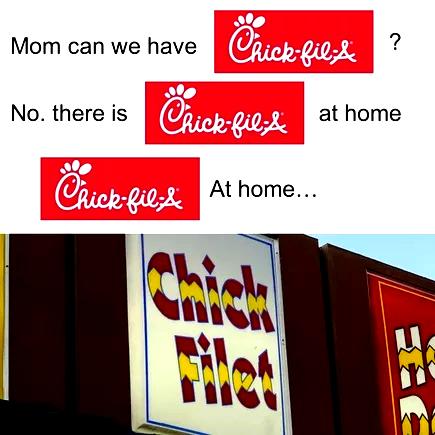 Mom can we have Chick-fil-A ?
No. there is Chick-fil-A at home
Chick-fil-A At home...
Chick
Filet